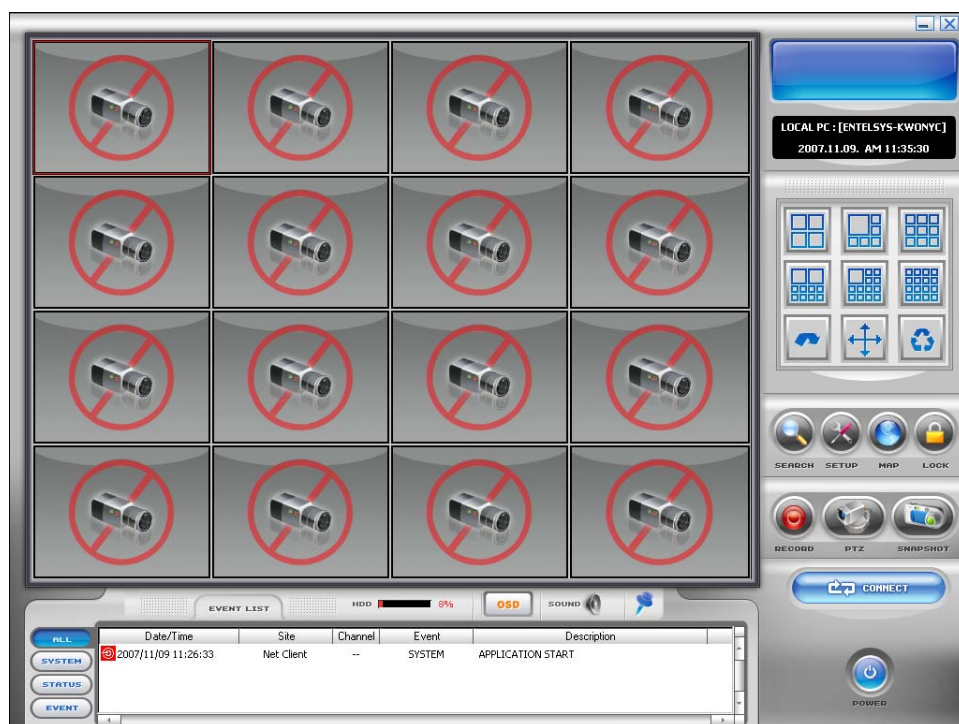 LOCAL PC : [ENTELSYS-KWONYC]
2007.11.09. AM 11:35:30
SEARCH SETUP MAP LOCK
RECORD PTZ SNAPSHOT
CONNECT
POWER
EVENT LIST HDD 8% OSD SOUND
ALL
SYSTEM
STATUS
EVENT
Date/Time Site Channel Event Description
2007/11/09 11:26:33 Net Client -- SYSTEM APPLICATION START